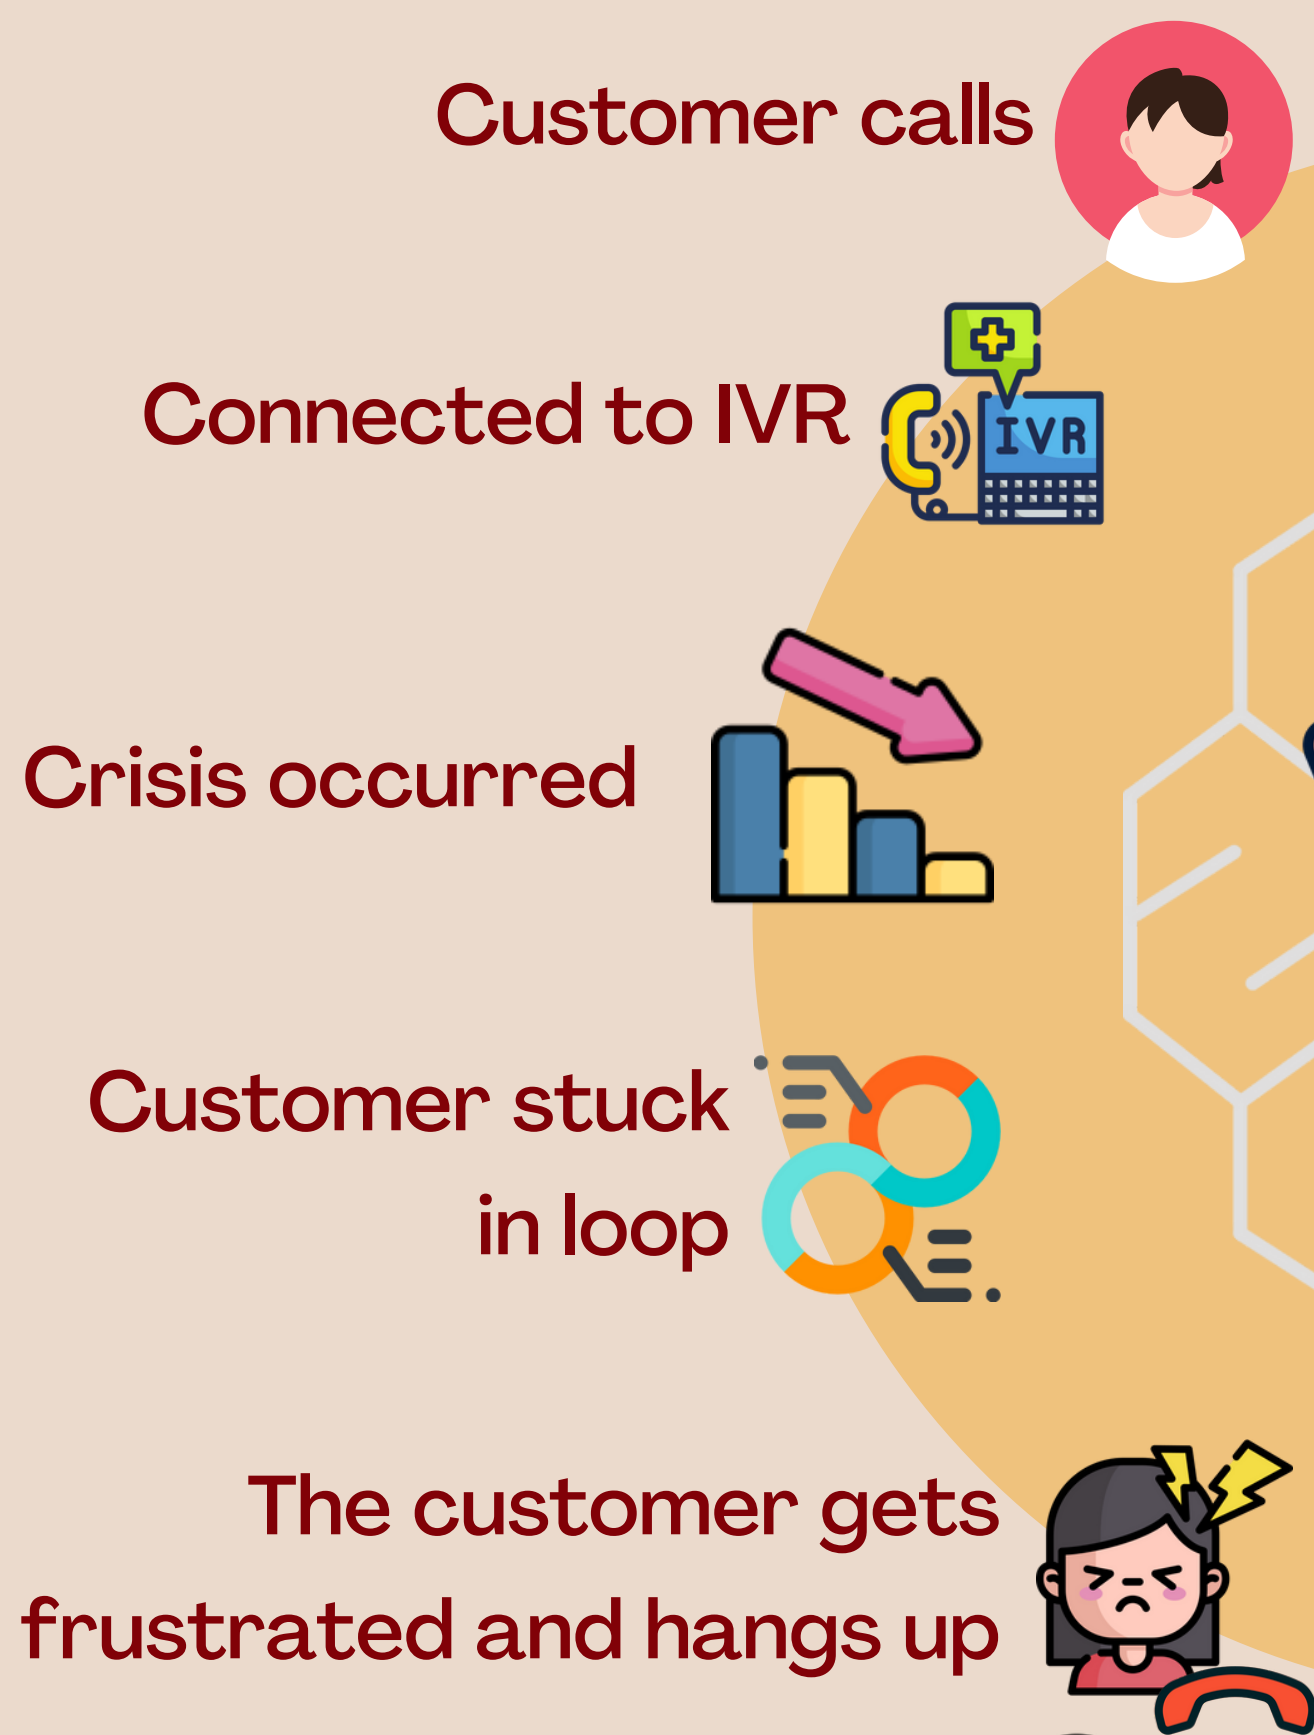 Customer calls
Connected to IVR
IVR
Crisis occurred
Customer stuck
in loop
The customer gets
frustrated and hangs up